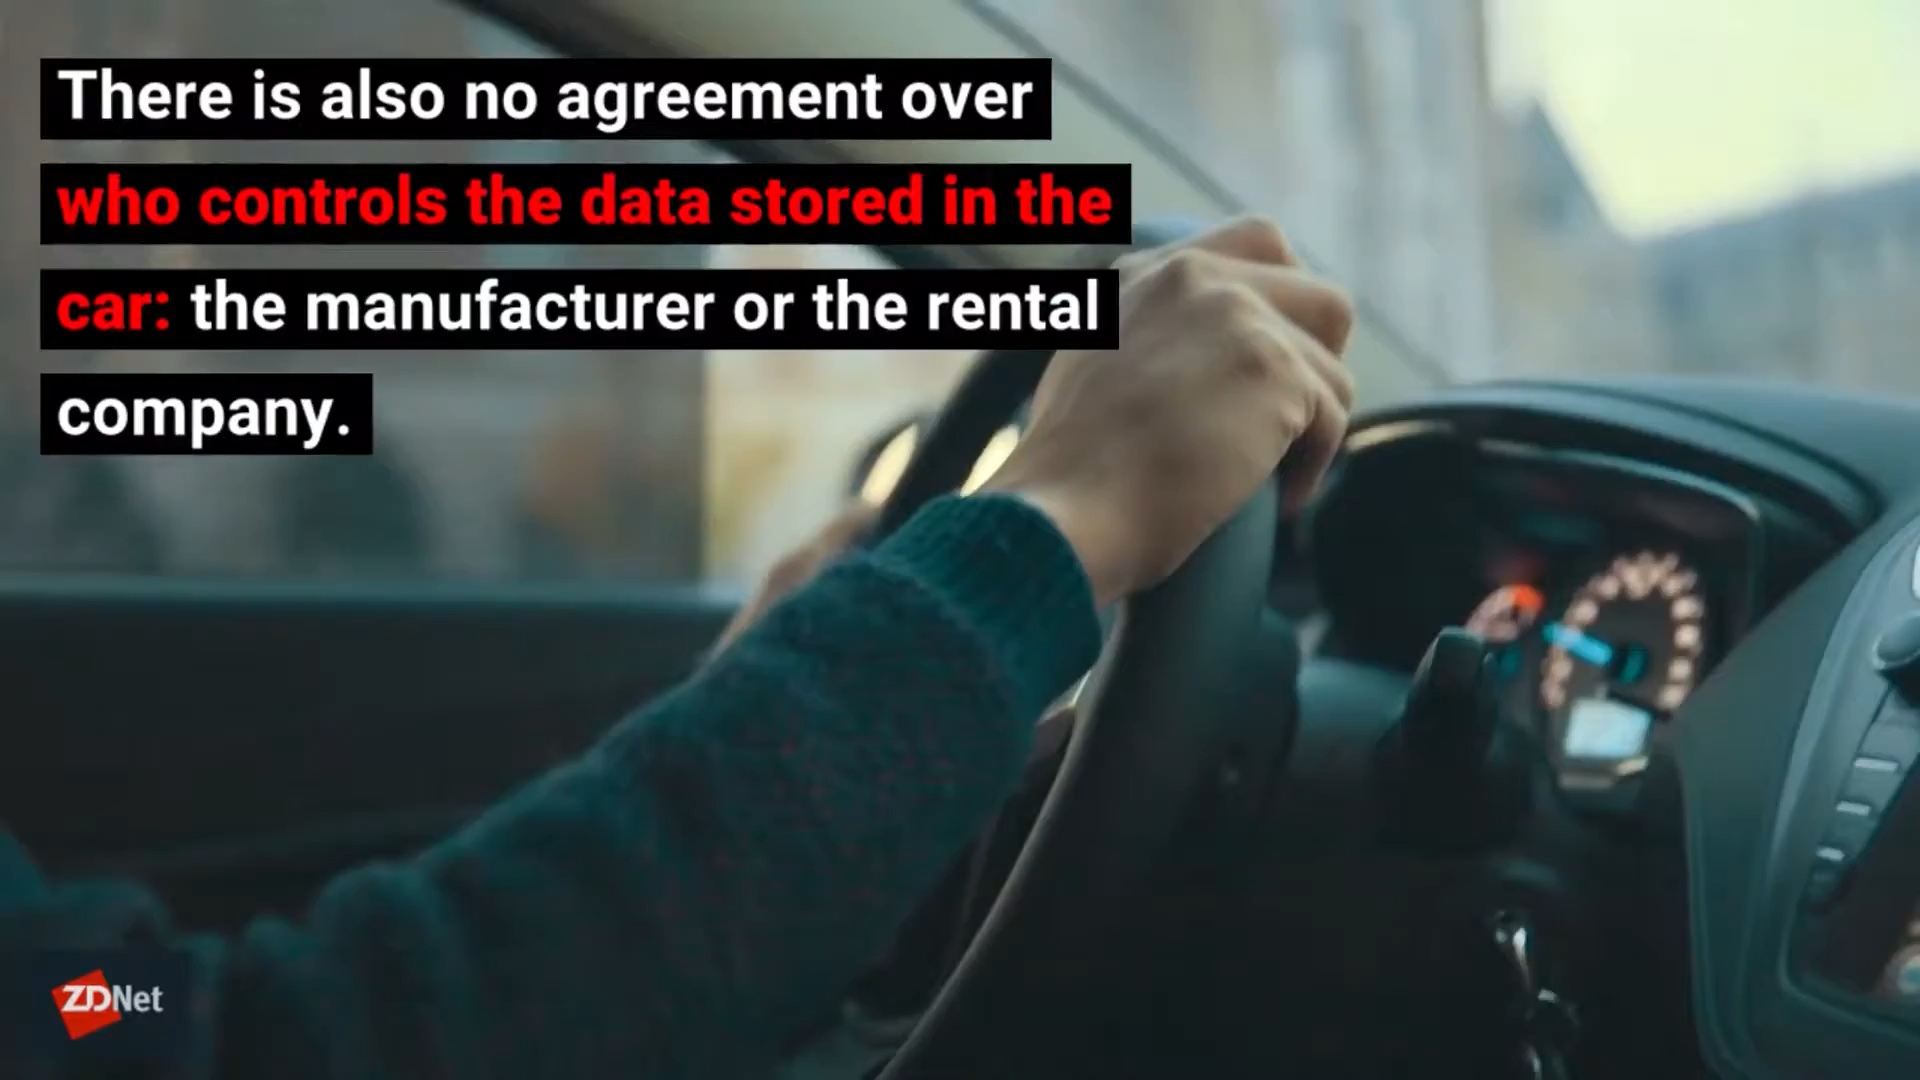 There is also no agreement over
who controls the data stored in the
car: the manufacturer or the rental
company.
ZDNet